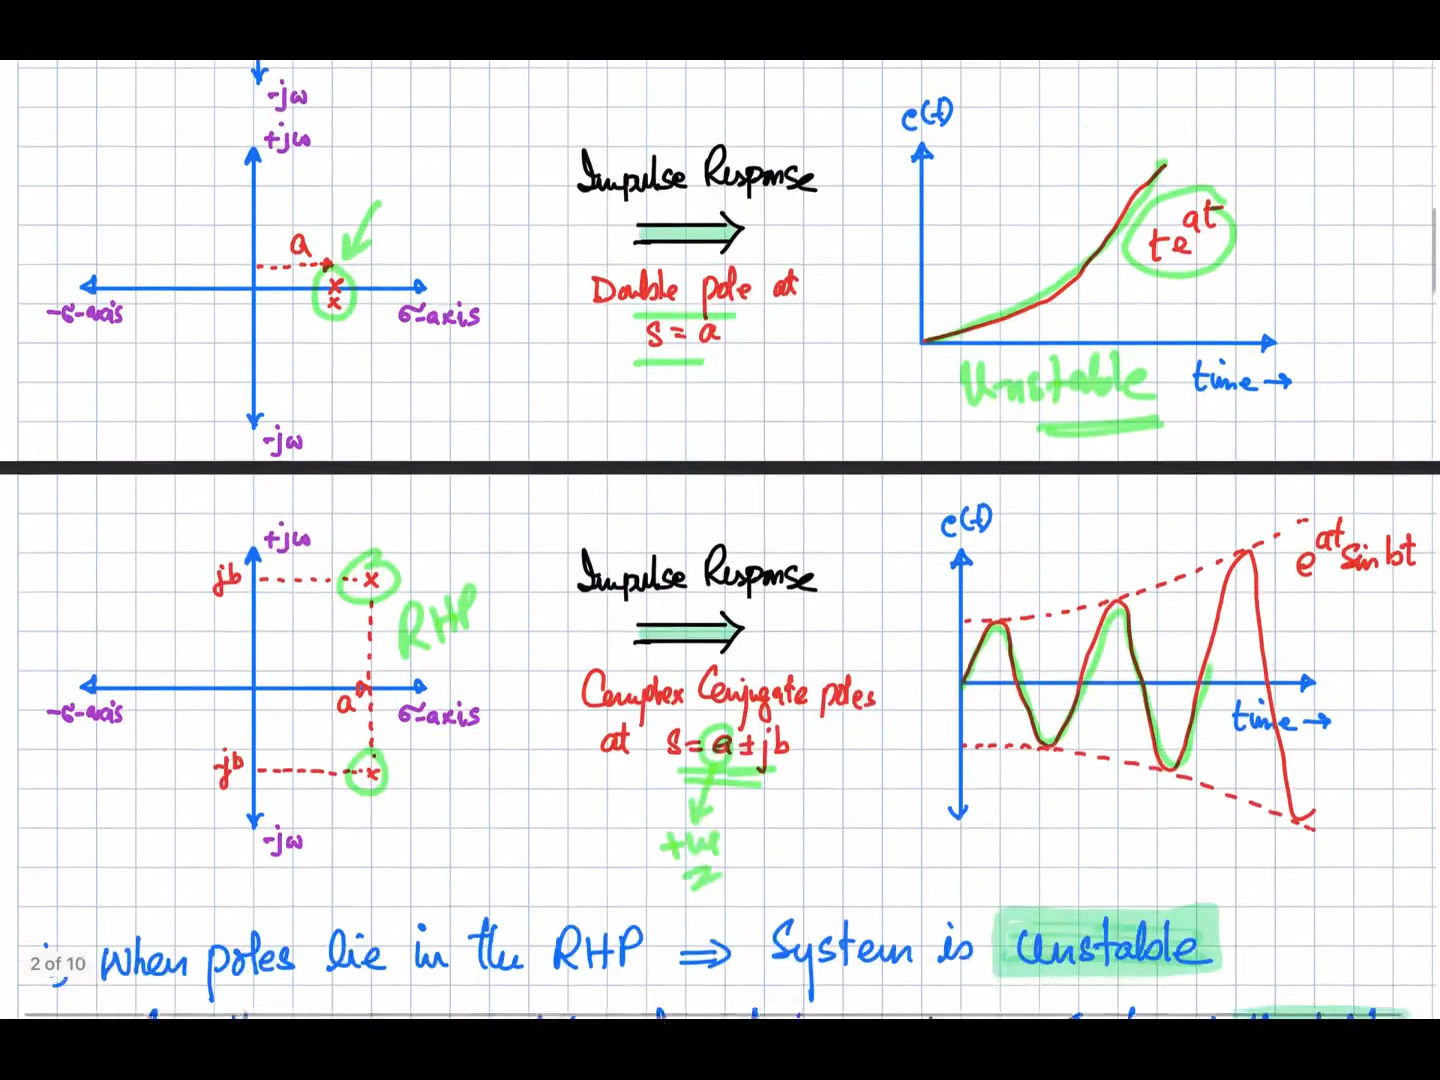 -jω
+jω
c(t)
Impulse Response
a
te^at
x
x
Double pole at
s = a
-σ-axis
σ-axis
Unstable
time →
-jω
+jω
c(t)
e^at sin bt
jb
x
Impulse Response
RHP
Complex Conjugate poles
a
-σ-axis
σ-axis
at s = a ± jb
time →
-jb
x
+ve
-jω
2 of 10
when poles lie in the RHP ⇒ System is Unstable